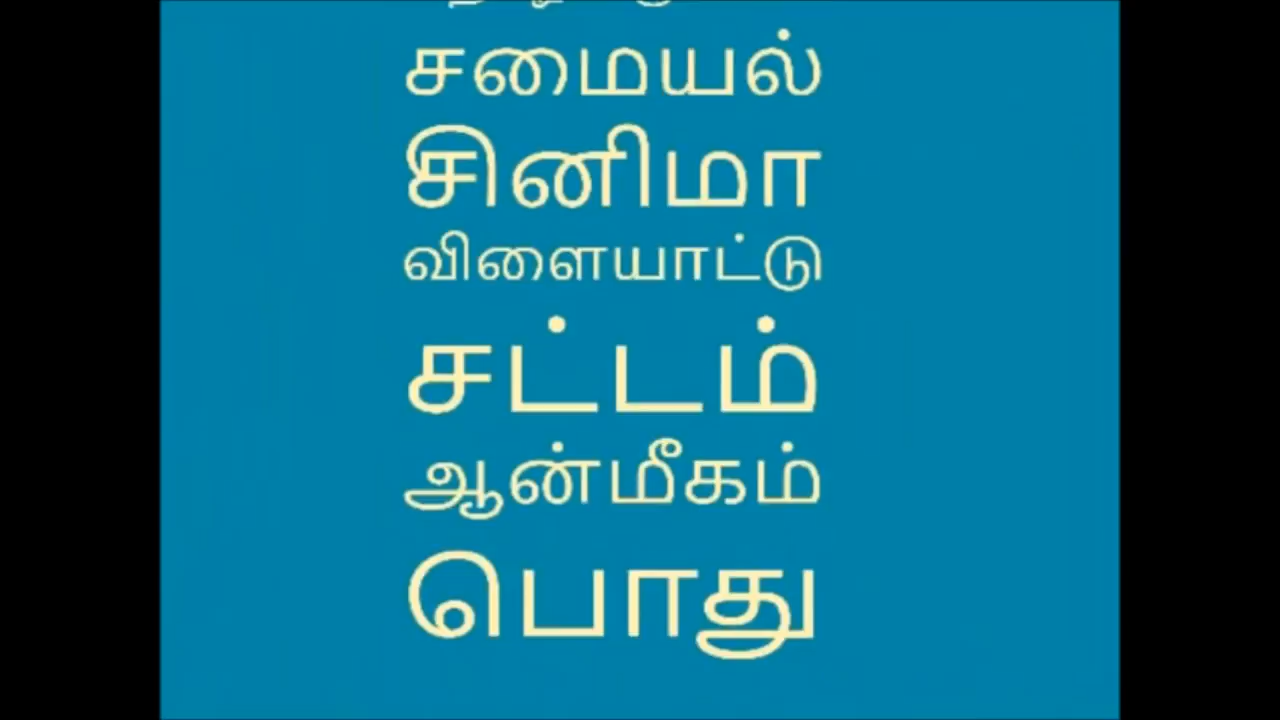 சமையல்
சினிமா
விளையாட்டு
சட்டம்
ஆன்மீகம்
பொது